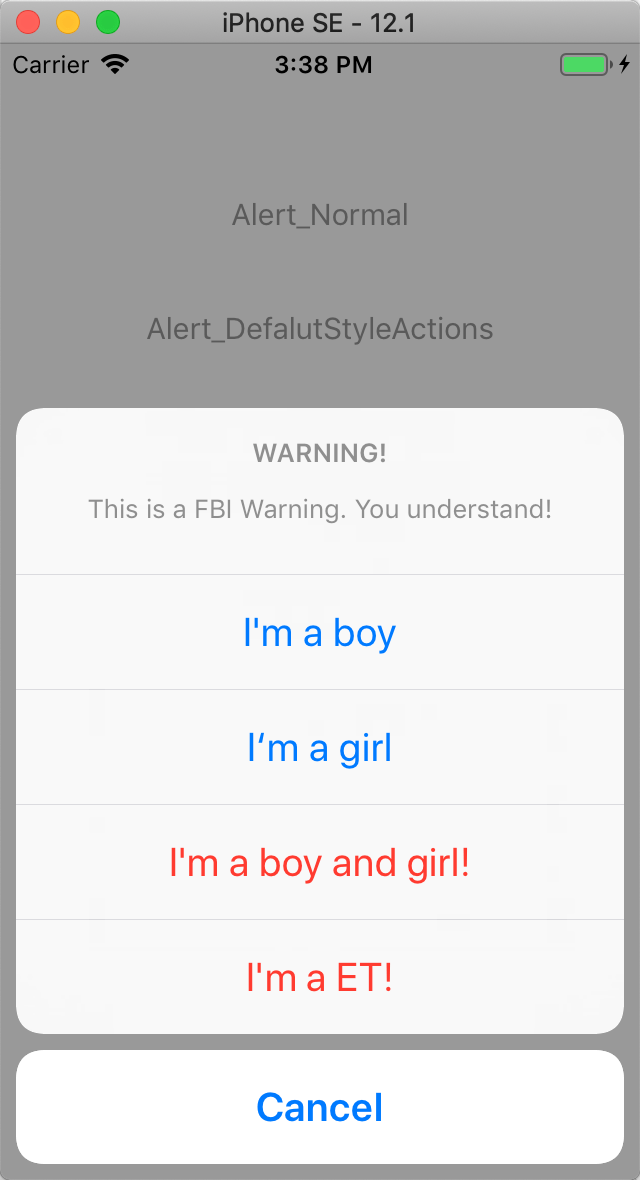 iPhone SE - 12.1
Carrier 3:38 PM
Alert_Normal
Alert_DefalutStyleActions
WARNING!
This is a FBI Warning. You understand!
I'm a boy
I‘m a girl
I'm a boy and girl!
I'm a ET!
Cancel